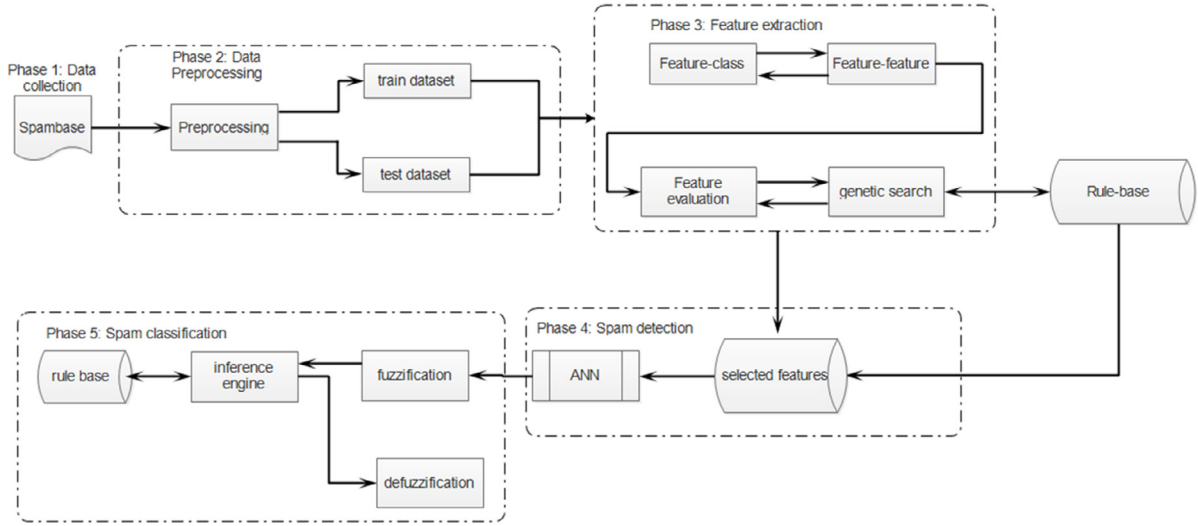 Phase 1: Data
collection
Spambase
Phase 2: Data
Preprocessing
Preprocessing
train dataset
test dataset
Phase 3: Feature extraction
Feature-class
Feature-feature
Feature
evaluation
genetic search
Rule-base
Phase 4: Spam detection
selected features
ANN
Phase 5: Spam classification
fuzzification
inference
engine
rule base
defuzzification